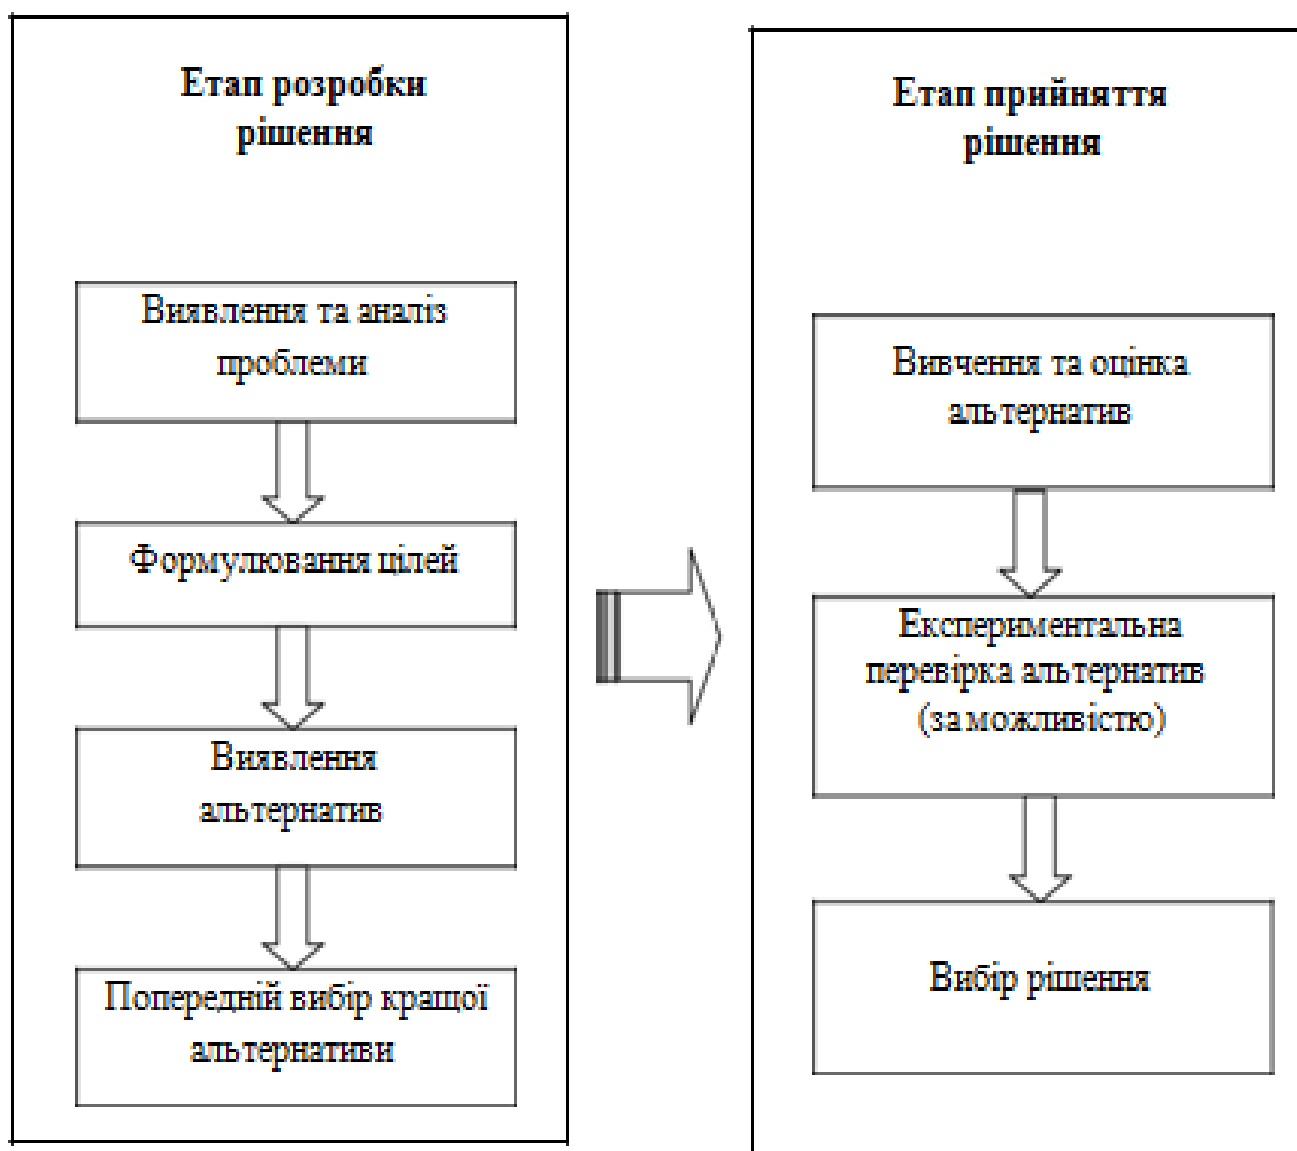 Етап розробки
рішення
Виявлення та аналіз
проблеми
Формулювання цілей
Виявлення
альтернатив
Попередній вибір кращої
альтернативи
Етап прийняття
рішення
Вивчення та оцінка
альтернатив
Експериментальна
перевірка альтернатив
(за можливістю)
Вибір рішення